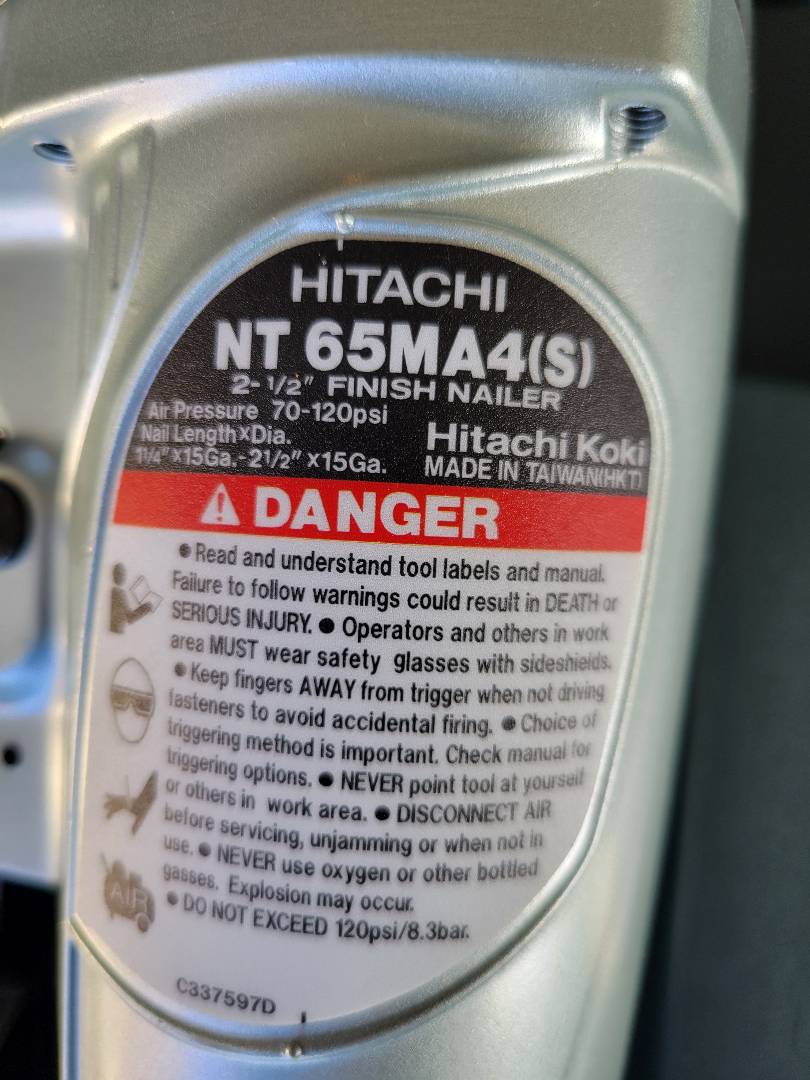 HITACHI
NT 65MA4(S)
2-1/2" FINISH NAILER
Air Pressure 70-120psi
Nail Length×Dia.
1¼"×15Ga.-21/2"×15Ga.
Hitachi Koki
MADE IN TAIWAN(HKT)
⚠ DANGER
● Read and understand tool labels and manual.
Failure to follow warnings could result in DEATH or
SERIOUS INJURY. ● Operators and others in work
area MUST wear safety glasses with sideshields.
● Keep fingers AWAY from trigger when not driving
fasteners to avoid accidental firing. ● Choice of
triggering method is important. Check manual for
triggering options. ● NEVER point tool at yourself
or others in work area. ● DISCONNECT AIR
before servicing, unjamming or when not in
use. ● NEVER use oxygen or other bottled
gasses. Explosion may occur.
● DO NOT EXCEED 120psi/8.3bar.
AIR
C337597D